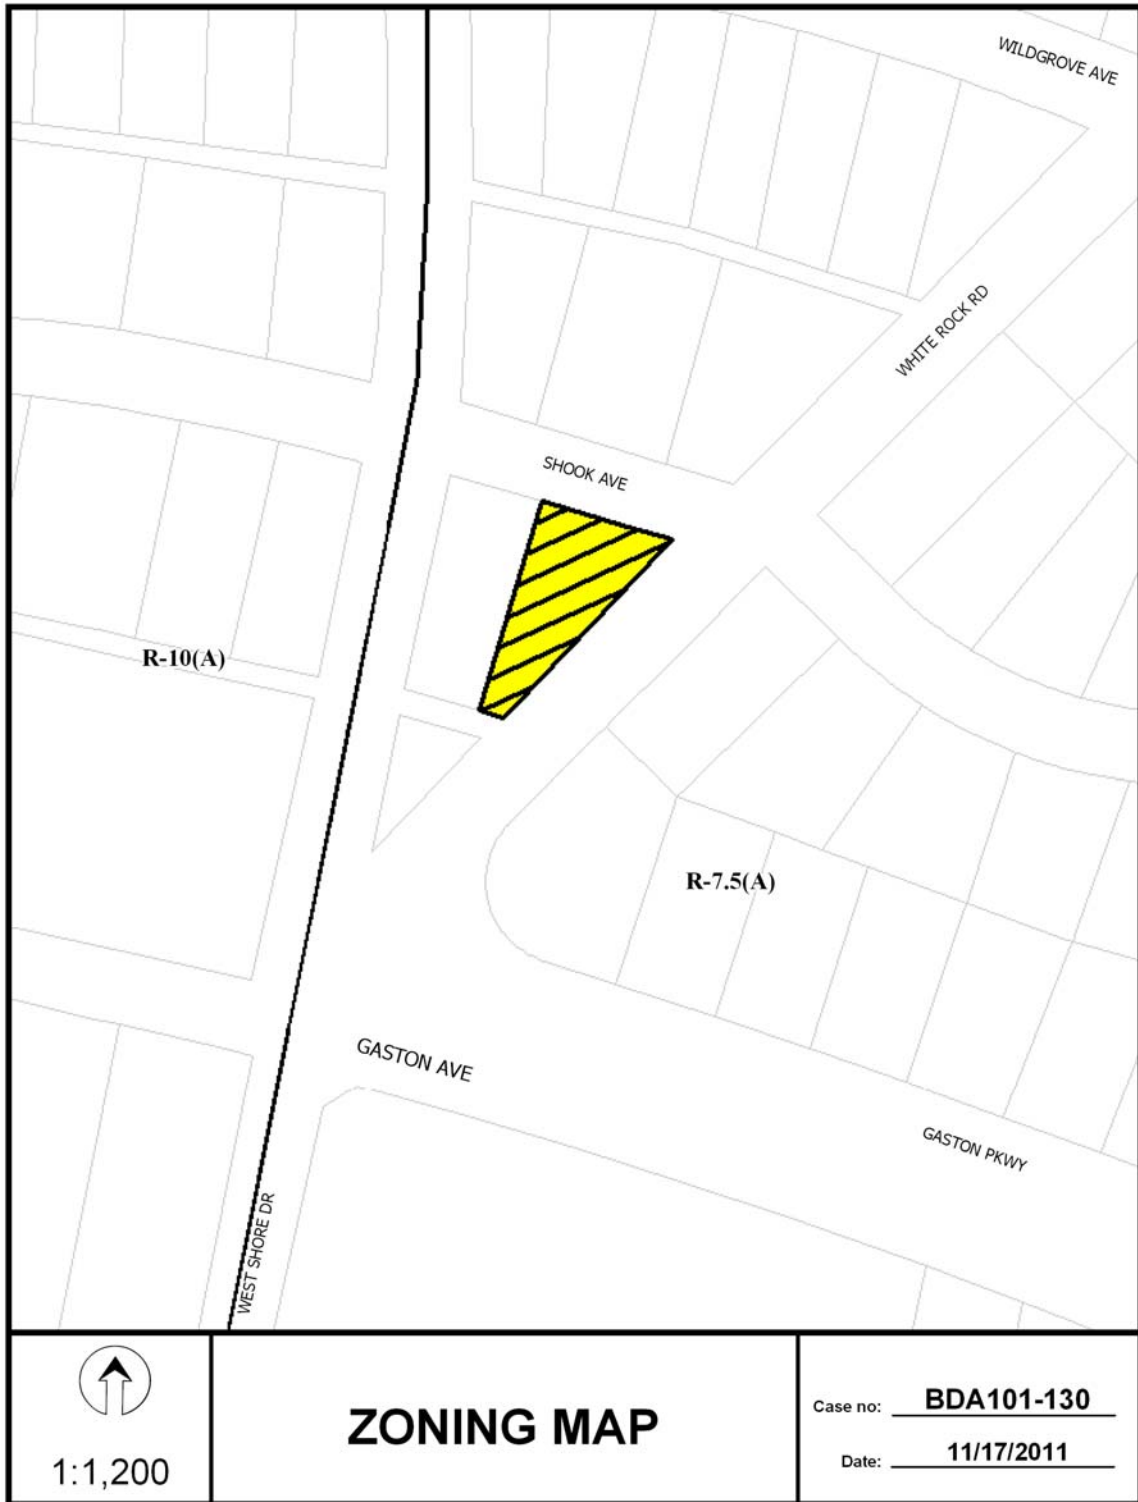 WILDGROVE AVE
WHITE ROCK RD
SHOOK AVE
R-10(A)
R-7.5(A)
GASTON AVE
GASTON PKWY
WEST SHORE DR
1:1,200
ZONING MAP
Case no: BDA101-130
Date: 11/17/2011